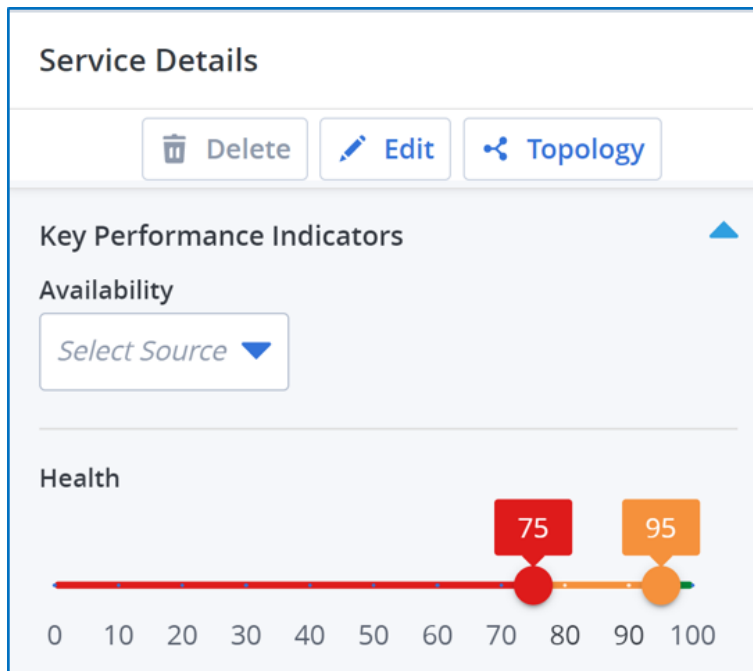 Service Details
Delete Edit Topology
Key Performance Indicators
Availability
Select Source
Health
75 95
0 10 20 30 40 50 60 70 80 90 100